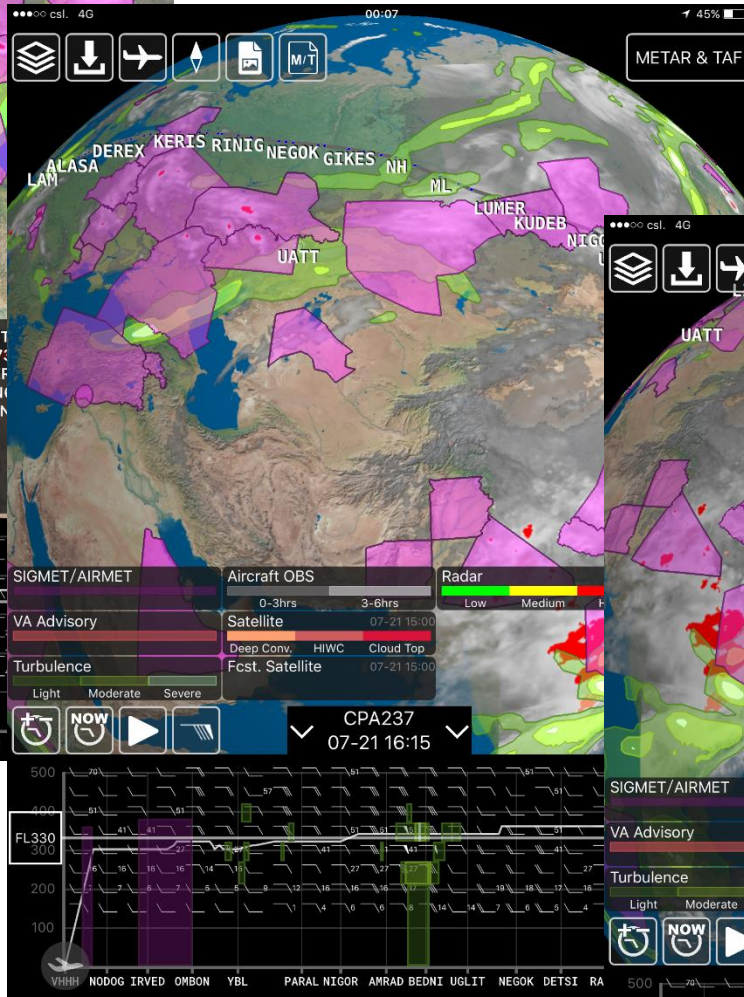 csl. 4G
00:07
45%
M/T
METAR & TAF
KERIS
RINIG
DEREX
NEGOK
GIKES
ALASA
NH
LAM
ML
LUMER
KUDEB
UATT
SIGMET/AIRMET
VA Advisory
Turbulence
Light Moderate Severe
Aircraft OBS
0-3hrs 3-6hrs
Satellite 07-21 15:00
Deep Conv. HIWC Cloud Top
Fcst. Satellite 07-21 15:00
Radar
Low Medium
NOW
CPA237
07-21 16:15
500
400
FL330
300
200
100
VHHH NODOG IRVED OMBON YBL PARAL NIGOR AMRAD BEDNI UGLIT NEGOK DETSI RA
csl. 4G
UATT
SIGMET/AIRMET
VA Advisory
Turbulence
Light Moderate
NOW
500